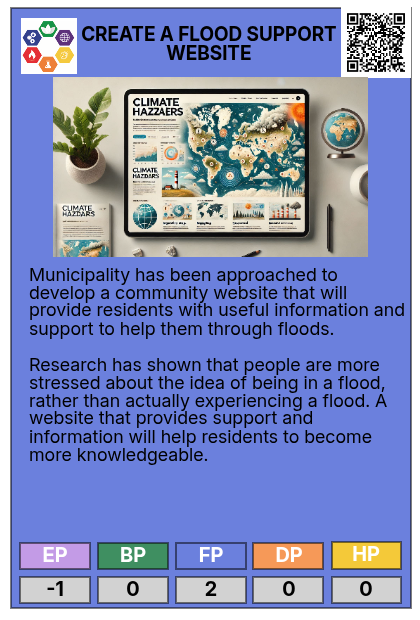 CREATE A FLOOD SUPPORT
WEBSITE
CLIMATE
HAZZAERS
CLIMATE
HAZDARS
CLIMATE
HAZDARS
Municipality has been approached to
develop a community website that will
provide residents with useful information and
support to help them through floods.
Research has shown that people are more
stressed about the idea of being in a flood,
rather than actually experiencing a flood. A
website that provides support and
information will help residents to become
more knowledgeable.
EP BP FP DP HP
-1 0 2 0 0